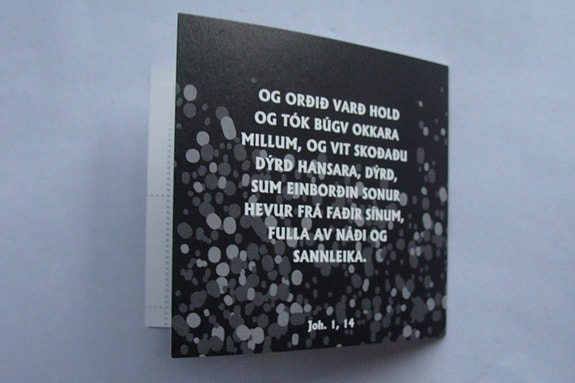 OG ORÐIÐ VARÐ HOLD
OG TÓK BÚGV OKKARA
MILLUM, OG VIT SKOÐAÐU
DÝRD HANSARA, DÝRD,
SUM EINBORÐIN SONUR
HEVUR FRÁ FAÐIR SÍNUM,
FULLA AV NÁÐI OG
SANNLEIKA.
Joh. 1, 14